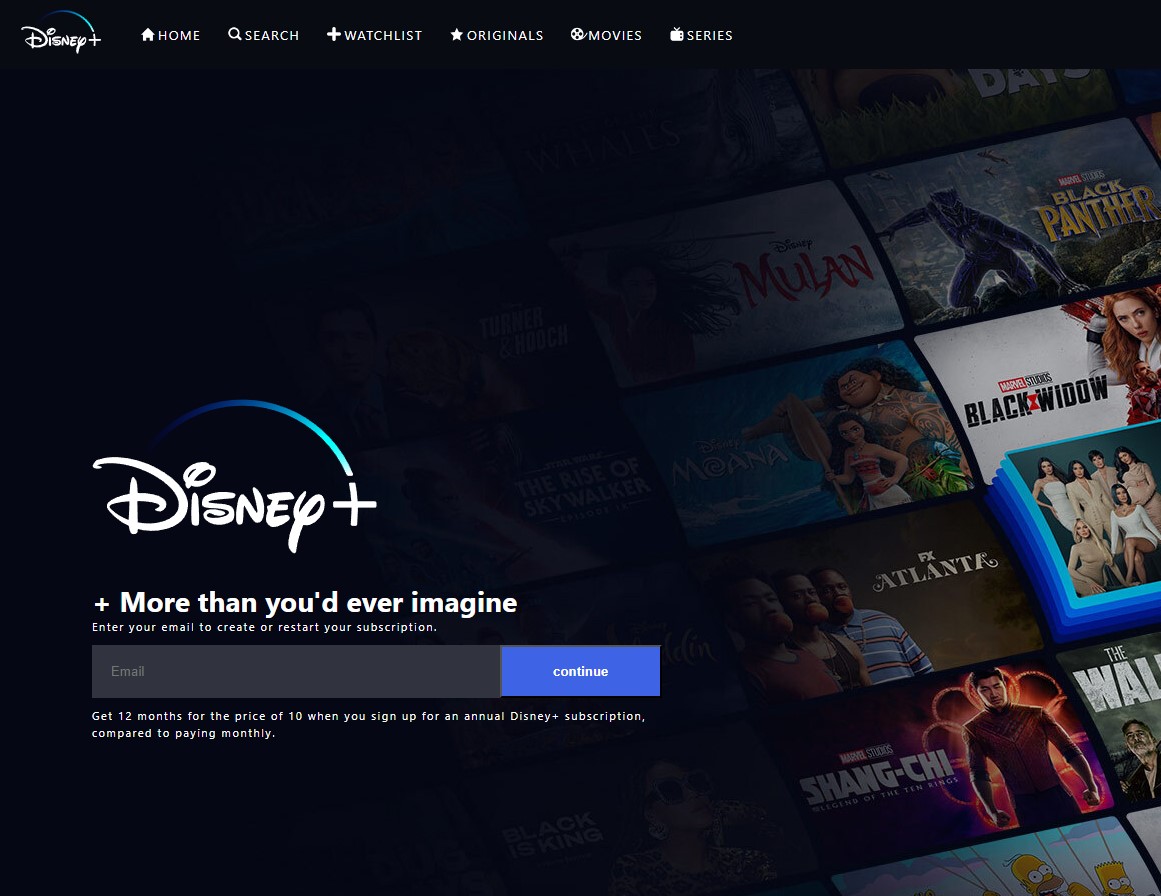 Disney+
HOME
SEARCH
WATCHLIST
ORIGINALS
MOVIES
SERIES
DAYS
WHALES
MARVEL STUDIOS
BLACK
PANTHER
Disney
MULAN
TURNER
& HOOCH
MARVEL STUDIOS
BLACK WIDOW
Disney
MOANA
STAR WARS
THE RISE OF
SKYWALKER
EPISODE IX
FX
ATLANTA
Disney+
+ More than you'd ever imagine
Enter your email to create or restart your subscription.
Email
continue
Get 12 months for the price of 10 when you sign up for an annual Disney+ subscription,
compared to paying monthly.
THE
WAL
MARVEL STUDIOS
SHANG-CHI
AND THE LEGEND OF THE TEN RINGS
BLACK
IS KING